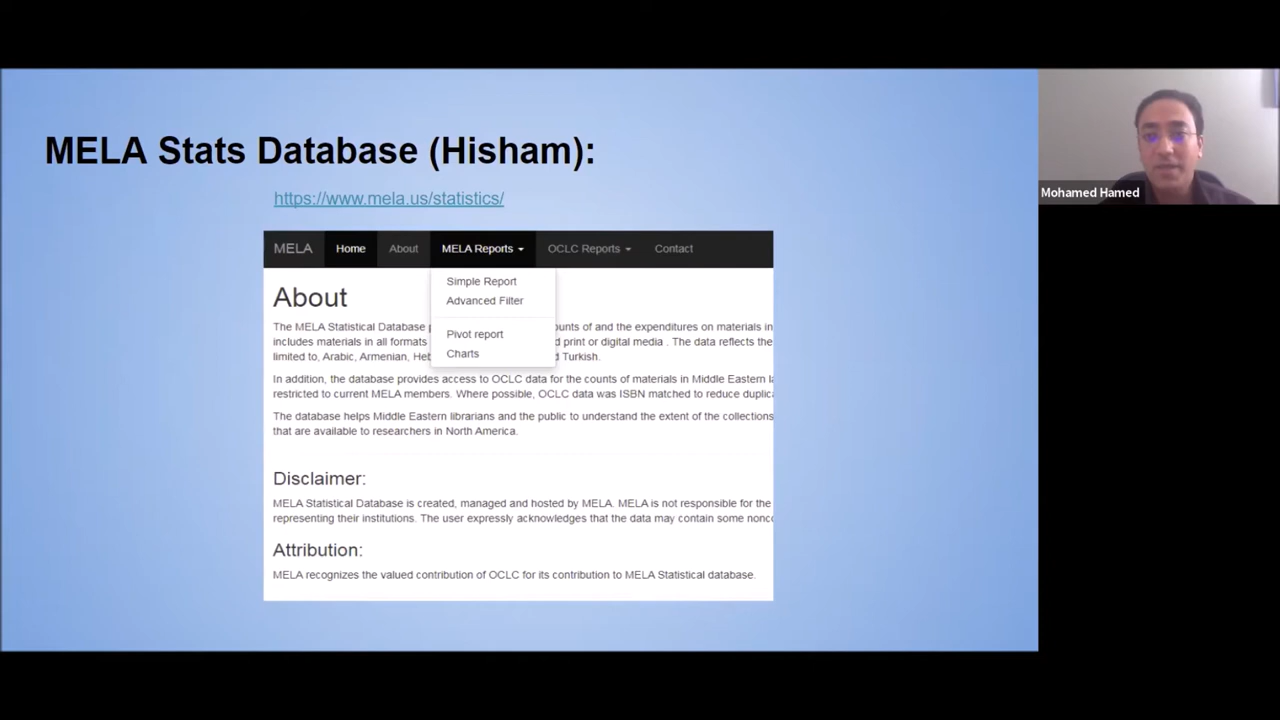 MELA Stats Database (Hisham):
https://www.mela.us/statistics/
MELA Home About MELA Reports OCLC Reports Contact
Simple Report
Advanced Filter
Pivot report
Charts
About
The MELA Statistical Database ounts of and the expenditures on materials in
includes materials in all formats d print or digital media . The data reflects the
limited to, Arabic, Armenian, Heb d Turkish.
In addition, the database provides access to OCLC data for the counts of materials in Middle Eastern la
restricted to current MELA members. Where possible, OCLC data was ISBN matched to reduce duplica
The database helps Middle Eastern librarians and the public to understand the extent of the collections
that are available to researchers in North America.
Disclaimer:
MELA Statistical Database is created, managed and hosted by MELA. MELA is not responsible for the
representing their institutions. The user expressly acknowledges that the data may contain some nonco
Attribution:
MELA recognizes the valued contribution of OCLC for its contribution to MELA Statistical database.
Mohamed Hamed